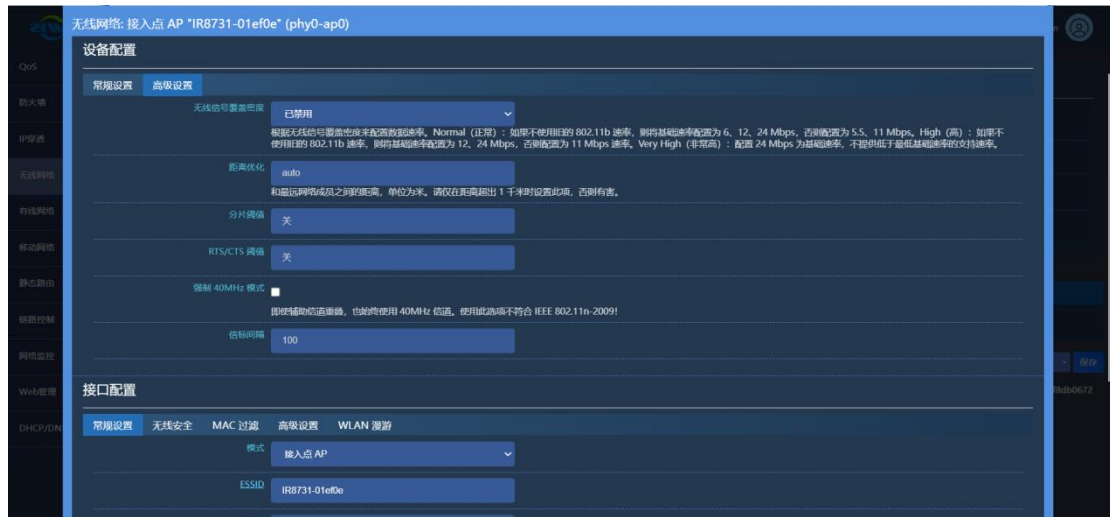 无线网络: 接入点 AP "IR8731-01ef0e" (phy0-ap0)
设备配置
QoS
常规设置 高级设置
防火墙
无线信号覆盖密度 已禁用
根据无线信号覆盖密度来配置数据速率。Normal（正常）: 如果不使用旧的 802.11b 速率，则将基础速率配置为 6、12、24 Mbps，否则配置为 5.5、11 Mbps。High（高）: 如果不
使用旧的 802.11b 速率，则将基础速率配置为 12、24 Mbps，否则配置为 11 Mbps 速率。Very High（非常高）: 配置 24 Mbps 为基础速率，不提供低于最低基础速率的支持速率。
IP穿透
无线网络
距离优化 auto
和最远网络成员之间的距离，单位为米。请仅在距离超出 1 千米时设置此项，否则有害。
有线网络
分片阈值 关
移动网络
RTS/CTS 阈值 关
静态路由
强制 40MHz 模式
即使辅助信道重叠，也始终使用 40MHz 信道。使用此选项不符合 IEEE 802.11n-2009!
链路控制
信标间隔 100
网络监控
保存
Web管理
接口配置
f8db0672
DHCP/DN
常规设置 无线安全 MAC 过滤 高级设置 WLAN 漫游
模式 接入点 AP
ESSID IR8731-01ef0e